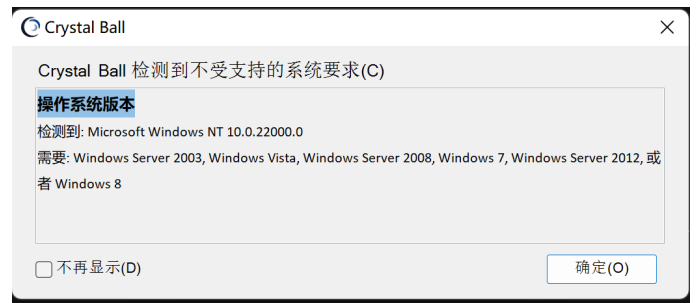 Crystal Ball
Crystal Ball 检测到不受支持的系统要求(C)
操作系统版本
检测到: Microsoft Windows NT 10.0.22000.0
需要: Windows Server 2003, Windows Vista, Windows Server 2008, Windows 7, Windows Server 2012, 或
者 Windows 8
不再显示(D)
确定(O)